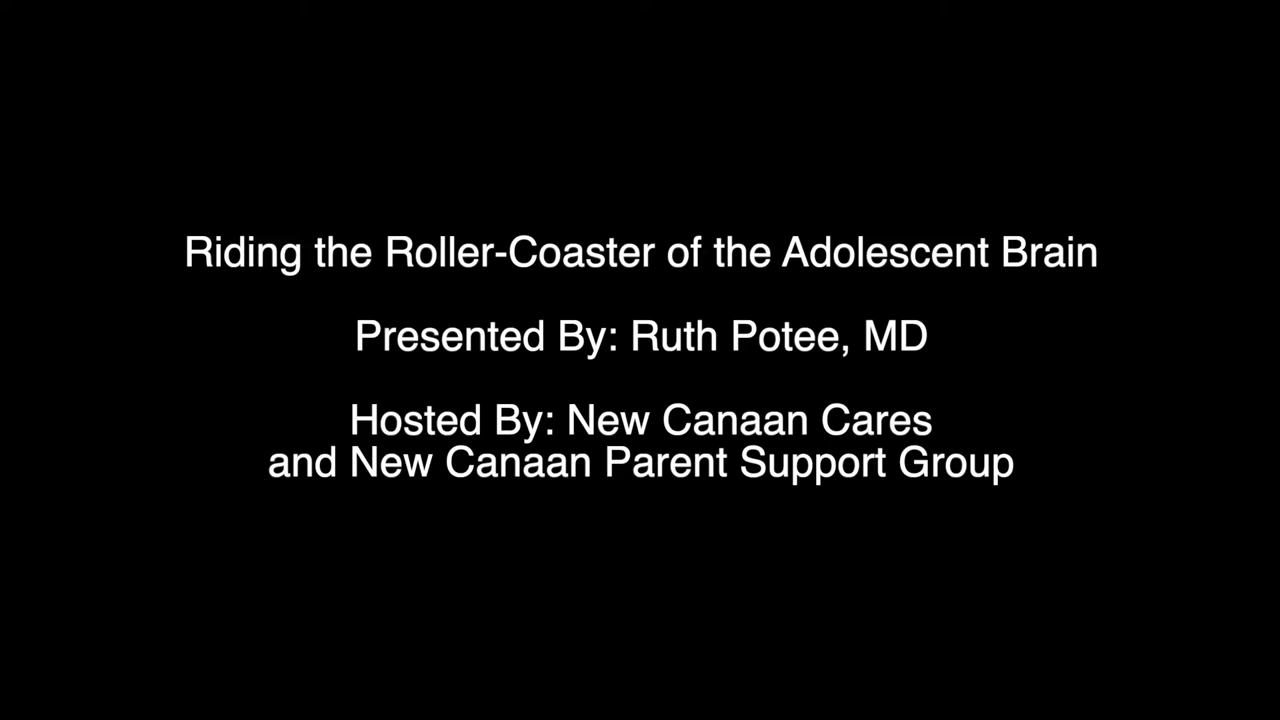 Riding the Roller-Coaster of the Adolescent Brain
Presented By: Ruth Potee, MD
Hosted By: New Canaan Cares
and New Canaan Parent Support Group